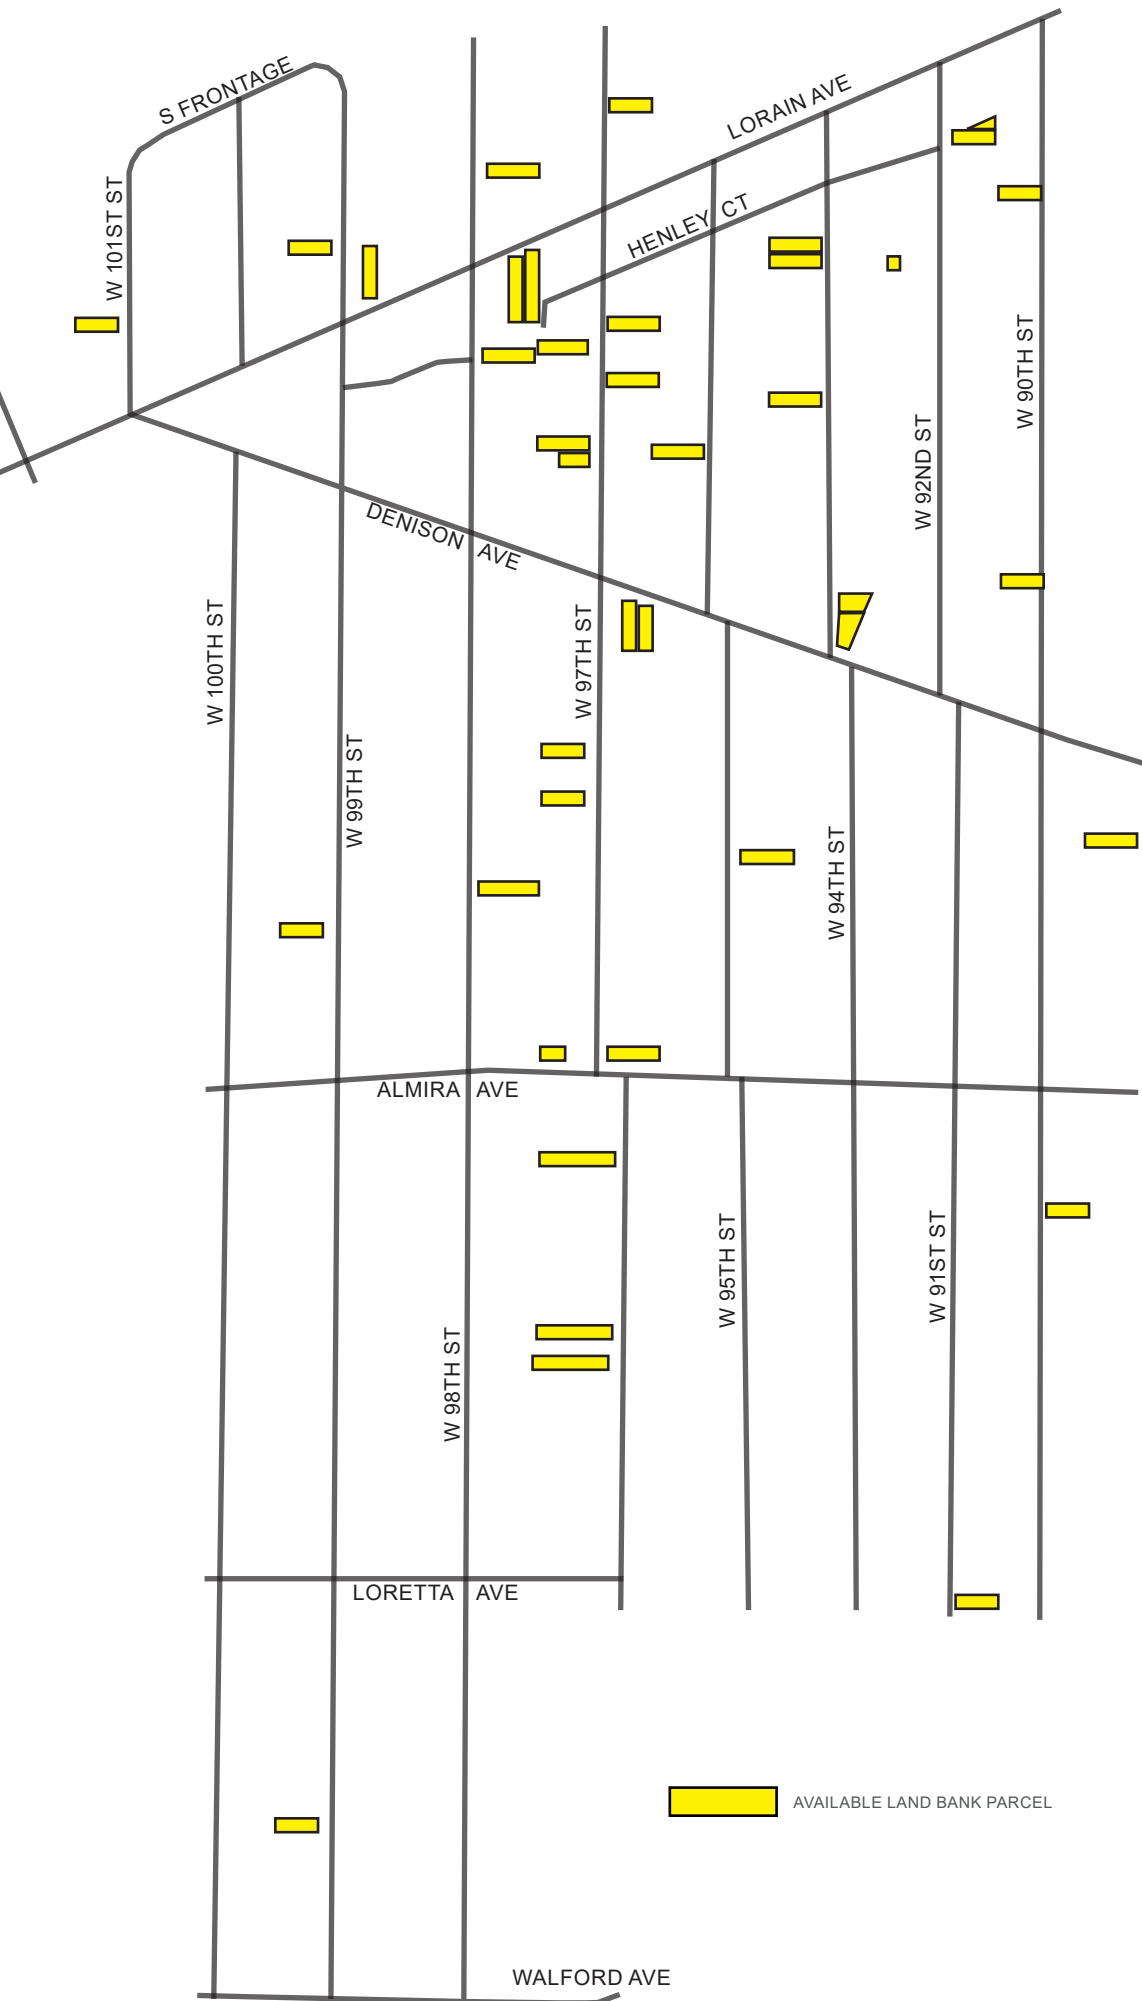 S FRONTAGE
LORAIN AVE
W 101ST ST
HENLEY CT
W 90TH ST
W 92ND ST
DENISON AVE
W 100TH ST
W 97TH ST
W 99TH ST
W 94TH ST
ALMIRA AVE
W 95TH ST
W 91ST ST
W 98TH ST
LORETTA AVE
AVAILABLE LAND BANK PARCEL
WALFORD AVE